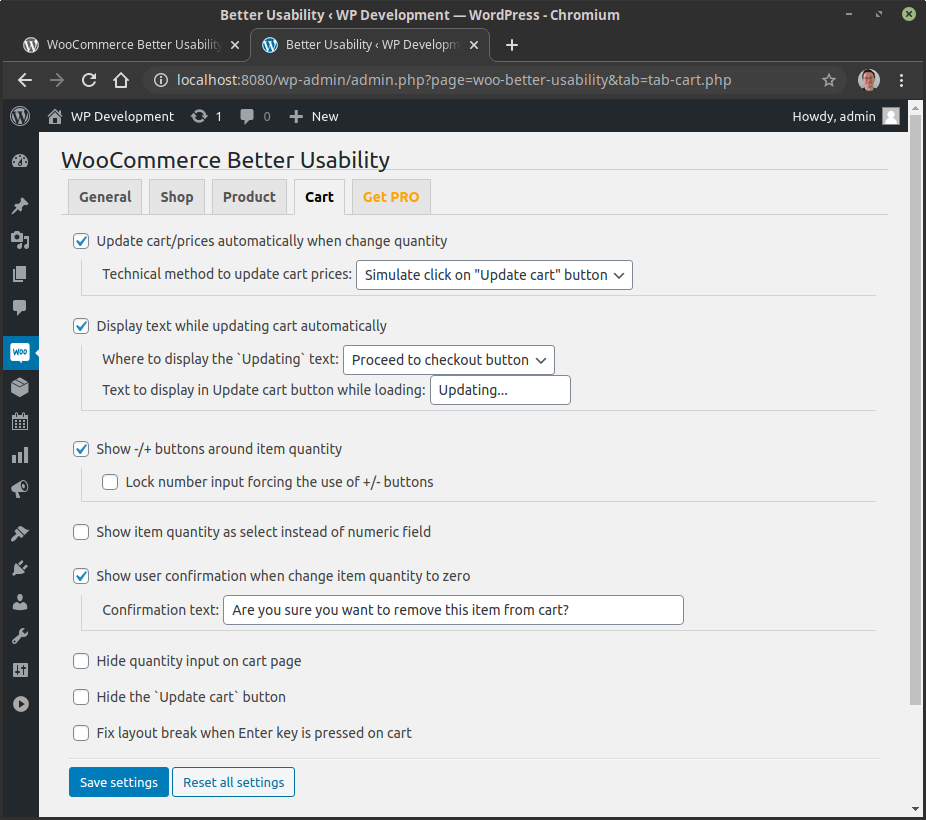 Better Usability ‹ WP Development — WordPress - Chromium
WooCommerce Better Usability
Better Usability ‹ WP Developm
localhost:8080/wp-admin/admin.php?page=woo-better-usability&tab=tab-cart.php
WP Development 1 0 New Howdy, admin
WooCommerce Better Usability
General Shop Product Cart Get PRO
Update cart/prices automatically when change quantity
Technical method to update cart prices: Simulate click on "Update cart" button
Display text while updating cart automatically
Where to display the `Updating` text: Proceed to checkout button
Text to display in Update cart button while loading: Updating...
Show -/+ buttons around item quantity
Lock number input forcing the use of +/- buttons
Show item quantity as select instead of numeric field
Show user confirmation when change item quantity to zero
Confirmation text: Are you sure you want to remove this item from cart?
Hide quantity input on cart page
Hide the `Update cart` button
Fix layout break when Enter key is pressed on cart
Save settings Reset all settings
WOO